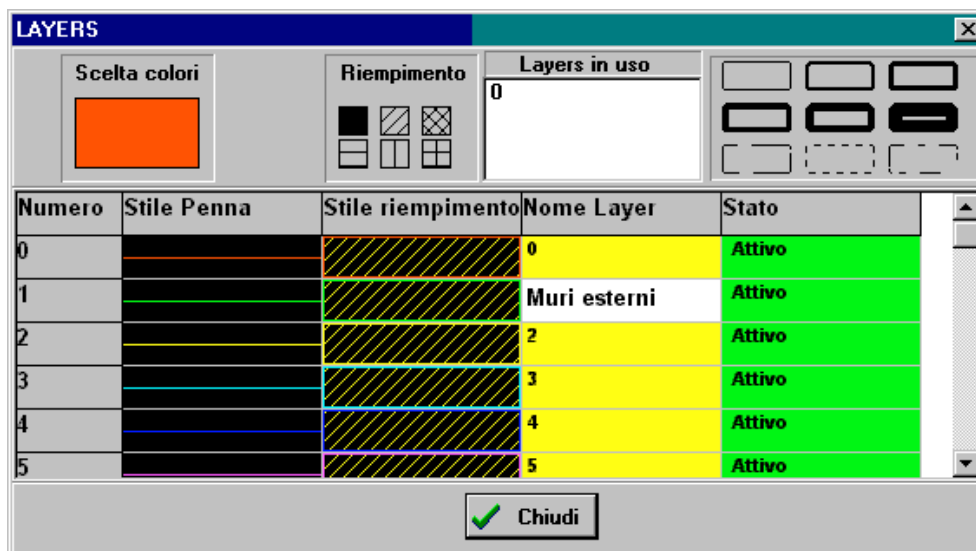 LAYERS
Scelta colori
Riempimento
Layers in uso
0
Numero Stile Penna Stile riempimento Nome Layer Stato
0 0 Attivo
1 Muri esterni Attivo
2 2 Attivo
3 3 Attivo
4 4 Attivo
5 5 Attivo
Chiudi